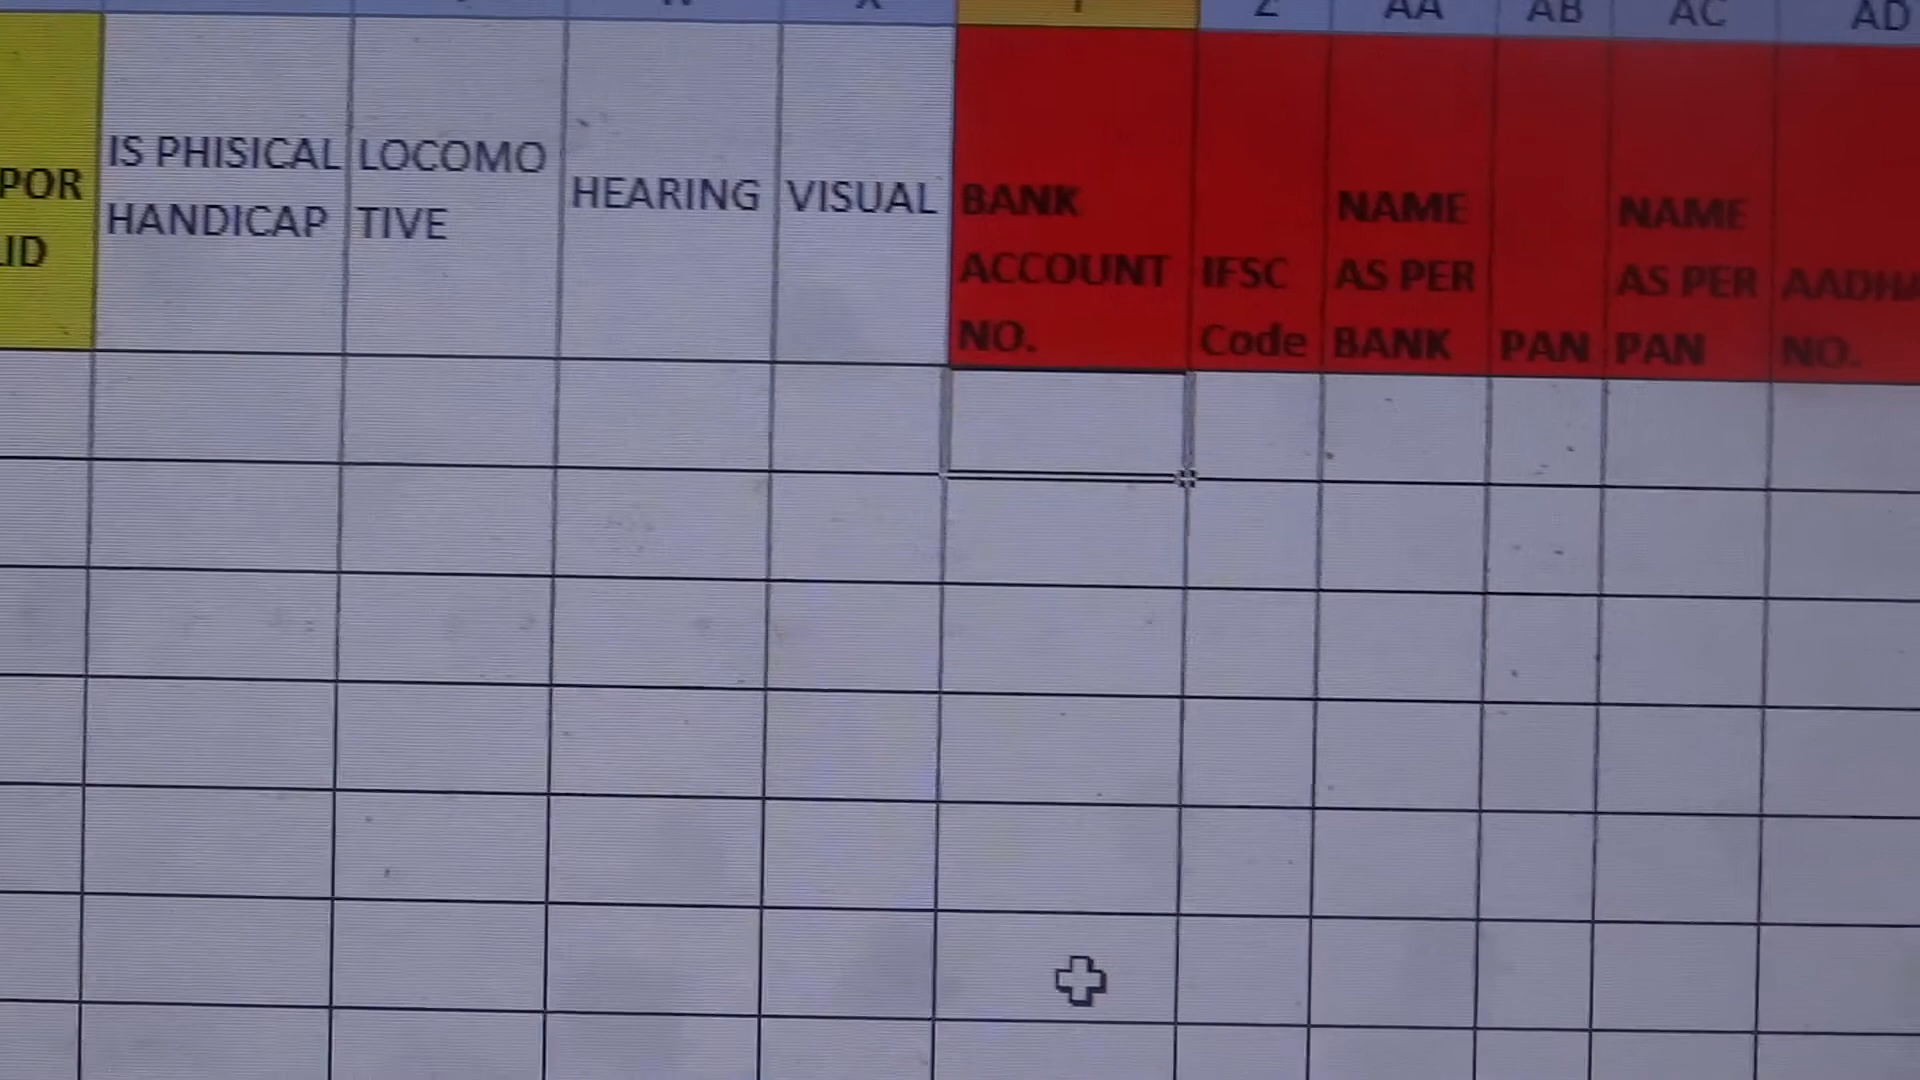 Z AA AB AC AD
POR
ID
IS PHISICAL
HANDICAP
LOCOMO
TIVE
HEARING
VISUAL
BANK
ACCOUNT
NO.
IFSC
Code
NAME
AS PER
BANK
PAN
NAME
AS PER
PAN
AADHA
NO.